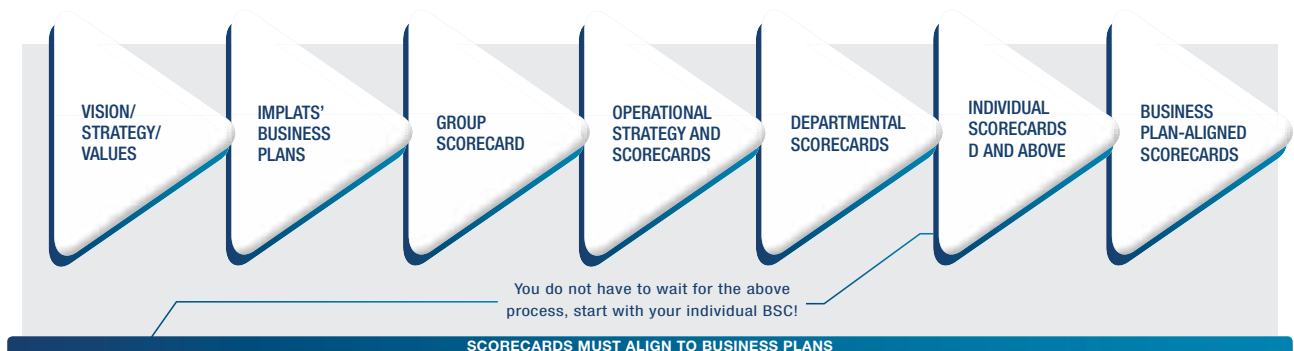 VISION/
STRATEGY/
VALUES
IMPLATS’
BUSINESS
PLANS
GROUP
SCORECARD
OPERATIONAL
STRATEGY AND
SCORECARDS
DEPARTMENTAL
SCORECARDS
INDIVIDUAL
SCORECARDS
D AND ABOVE
BUSINESS
PLAN-ALIGNED
SCORECARDS
You do not have to wait for the above
process, start with your individual BSC!
SCORECARDS MUST ALIGN TO BUSINESS PLANS